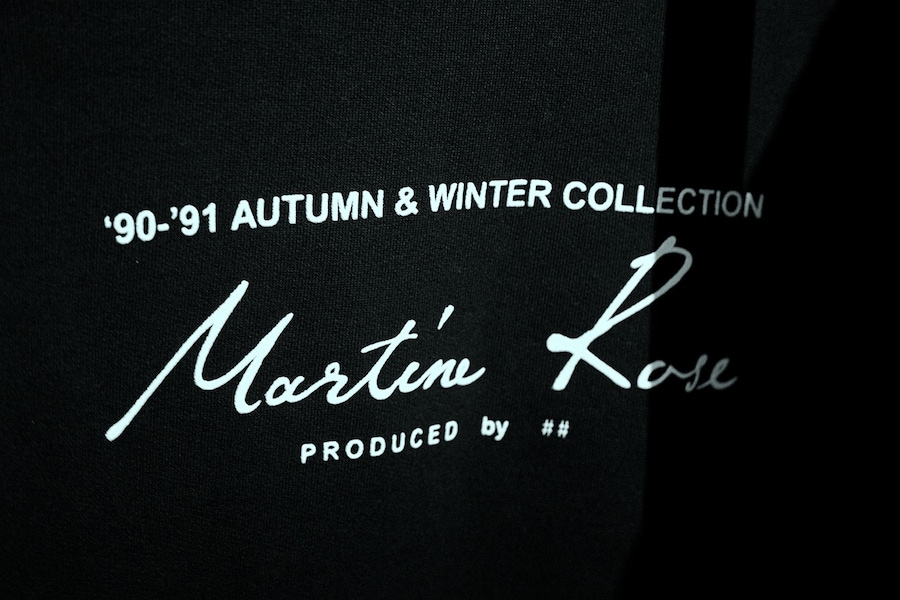 ‘90-’91 AUTUMN & WINTER COLLECTION
Martine Rose
PRODUCED by ##